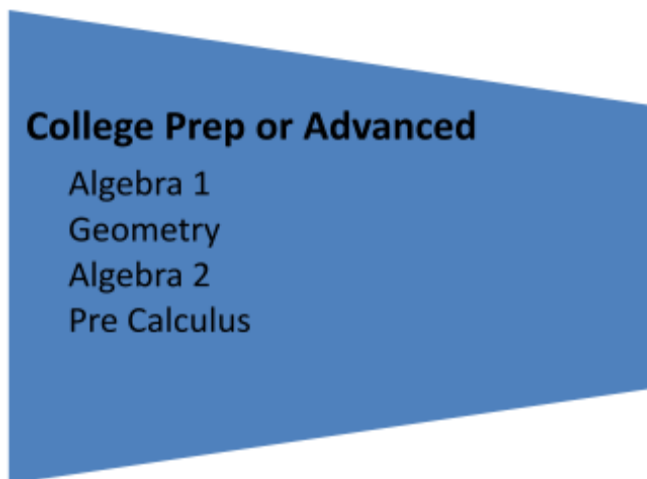 College Prep or Advanced
Algebra 1
Geometry
Algebra 2
Pre Calculus